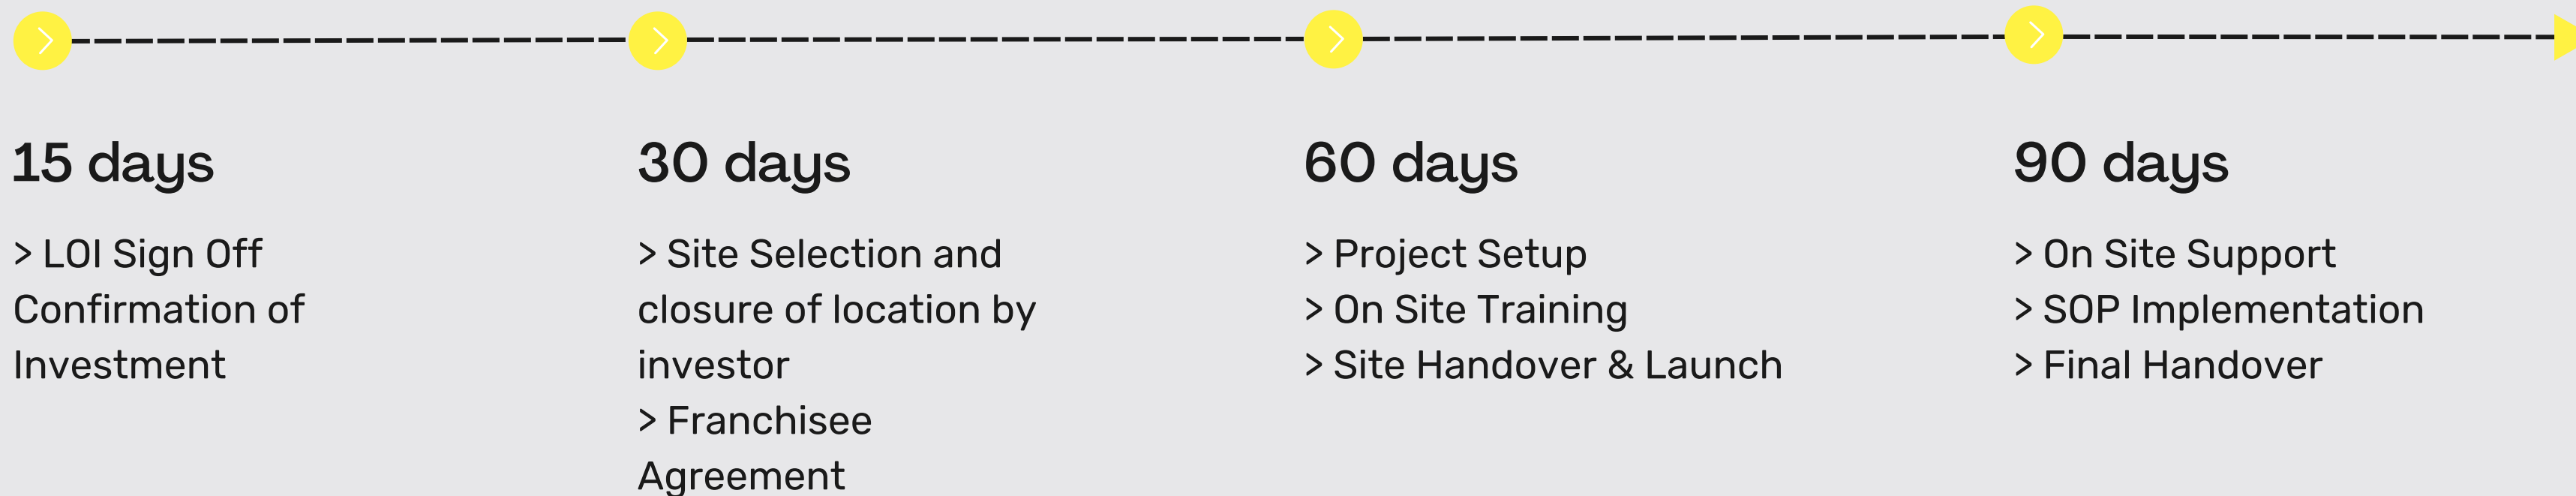 15 days
> LOI Sign Off
Confirmation of
Investment
30 days
> Site Selection and
closure of location by
investor
> Franchisee
Agreement
60 days
> Project Setup
> On Site Training
> Site Handover & Launch
90 days
> On Site Support
> SOP Implementation
> Final Handover